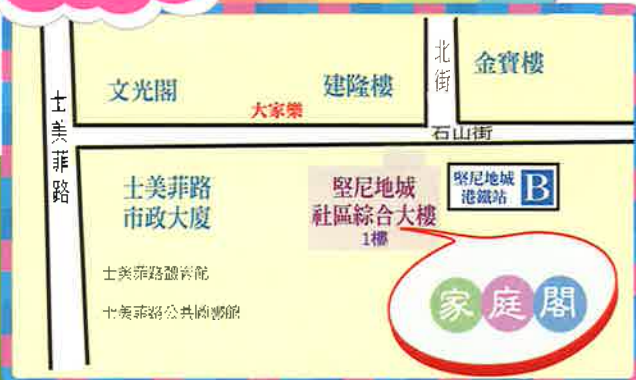 北街
金寶樓
文光閣
建隆樓
大家樂
石山街
士美菲路
士美菲路
市政大廈
堅尼地城
社區綜合大樓
1樓
堅尼地城
港鐵站
B
士美菲路體育館
士美菲路公共圖書館
家庭閣